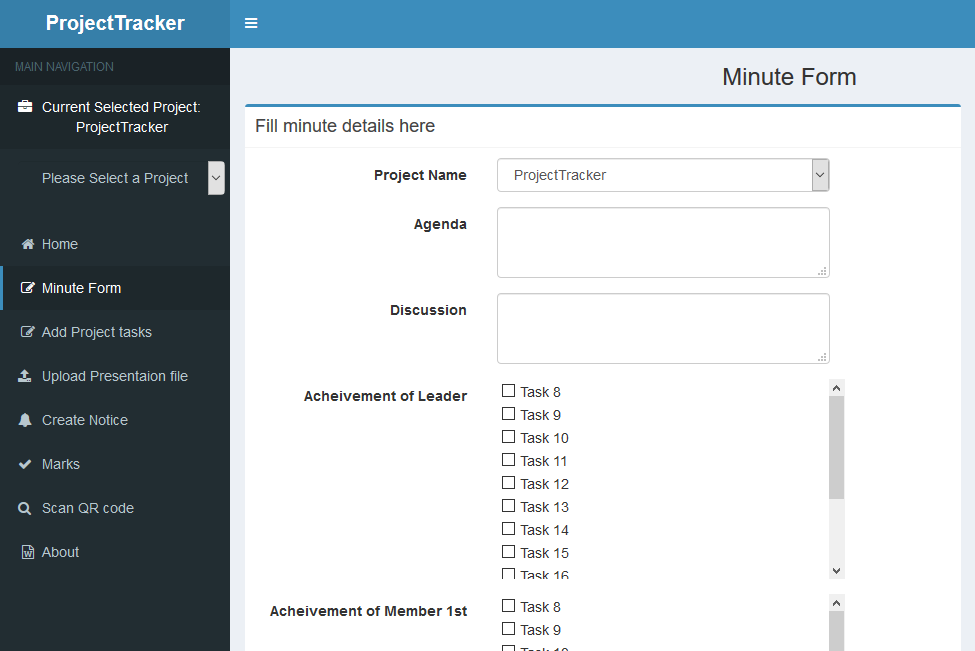 ProjectTracker
MAIN NAVIGATION
Current Selected Project:
ProjectTracker
Please Select a Project
Home
Minute Form
Add Project tasks
Upload Presentaion file
Create Notice
Marks
Scan QR code
About
Minute Form
Fill minute details here
Project Name
ProjectTracker
Agenda
Discussion
Acheivement of Leader
Task 8
Task 9
Task 10
Task 11
Task 12
Task 13
Task 14
Task 15
Task 16
Acheivement of Member 1st
Task 8
Task 9
Task 10